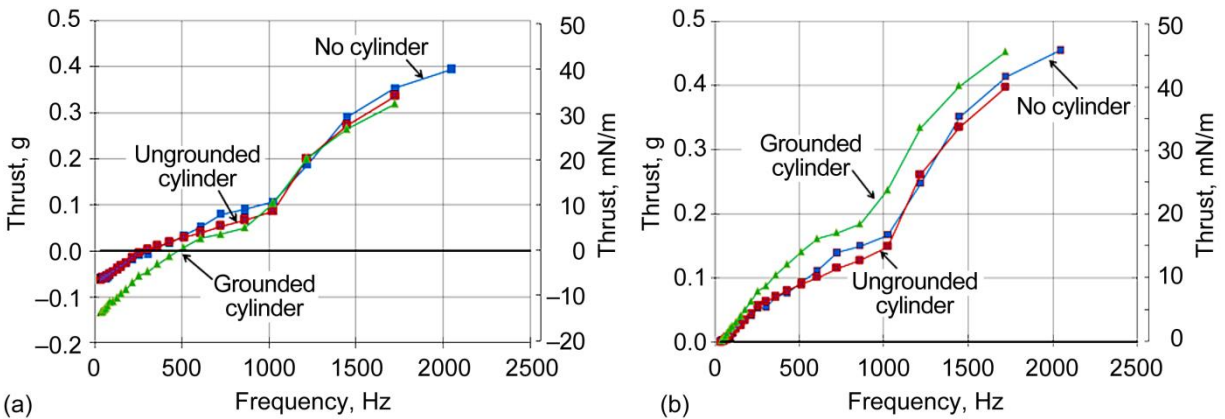 0.5
0.4
0.3
0.2
0.1
0.0
–0.1
–0.2
Thrust, g
50
40
30
20
10
0
–10
–20
Thrust, mN/m
No cylinder
Ungrounded
cylinder
Grounded
cylinder
0
500
1000
1500
2000
2500
Frequency, Hz
(a)
0.5
0.4
0.3
0.2
0.1
0.0
Thrust, g
50
40
30
20
10
0
Thrust, mN/m
Grounded
cylinder
No cylinder
Ungrounded
cylinder
0
500
1000
1500
2000
2500
Frequency, Hz
(b)